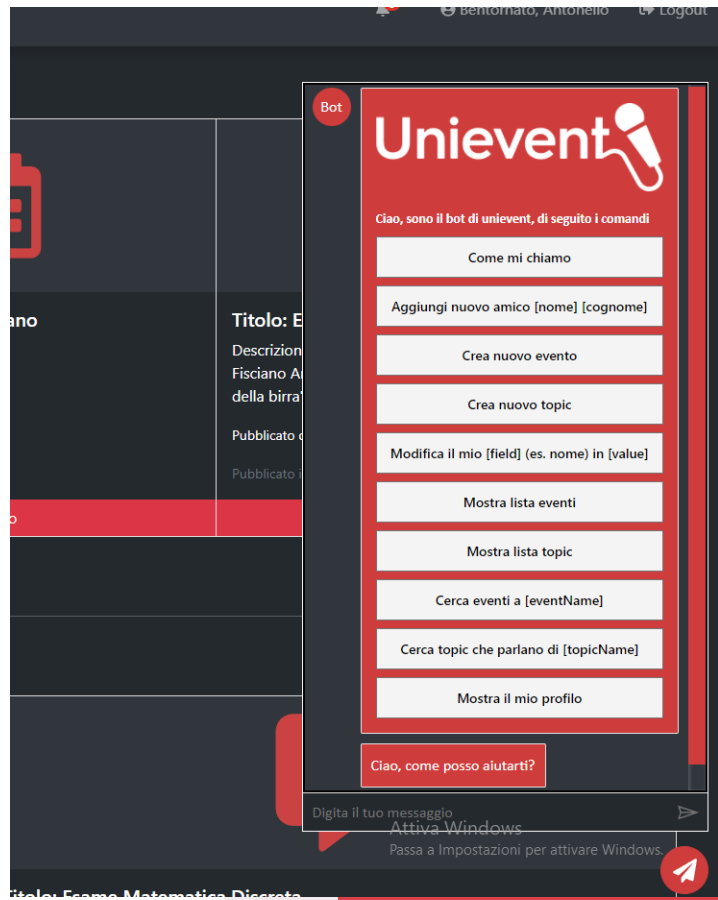 Bentornato, Antonello
Logout
Bot
Unievent
Ciao, sono il bot di unievent, di seguito i comandi
Come mi chiamo
Aggiungi nuovo amico [nome] [cognome]
Crea nuovo evento
Crea nuovo topic
Modifica il mio [field] (es. nome) in [value]
Mostra lista eventi
Mostra lista topic
Cerca eventi a [eventName]
Cerca topic che parlano di [topicName]
Mostra il mio profilo
Ciao, come posso aiutarti?
Digita il tuo messaggio
ano
Titolo: E
Descrizion
Fisciano A
della birra"
Pubblicato
Pubblicato i
o
Attiva Windows
Passa a Impostazioni per attivare Windows.
Titolo: Esame Matematica Discreta